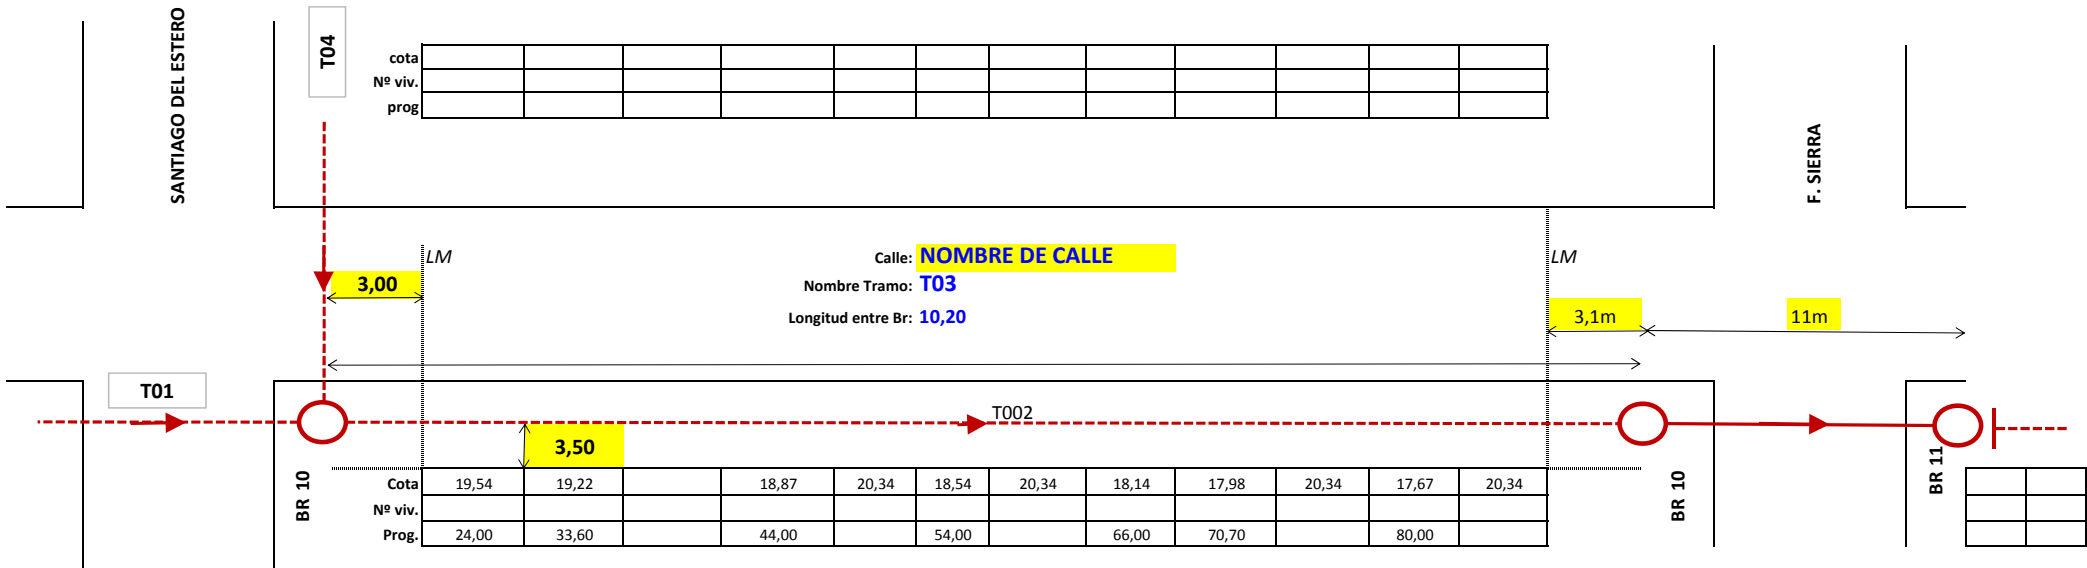 SANTIAGO DEL ESTERO
T04
cota
Nº viv.
prog
F. SIERRA
LM
Calle: NOMBRE DE CALLE
LM
3,00
Nombre Tramo: T03
Longitud entre Br: 10,20
3,1m
11m
T01
T002
3,50
BR 10
Cota 19,54 19,22 18,87 20,34 18,54 20,34 18,14 17,98 20,34 17,67 20,34
Nº viv.
Prog. 24,00 33,60 44,00 54,00 66,00 70,70 80,00
BR 10
BR 11